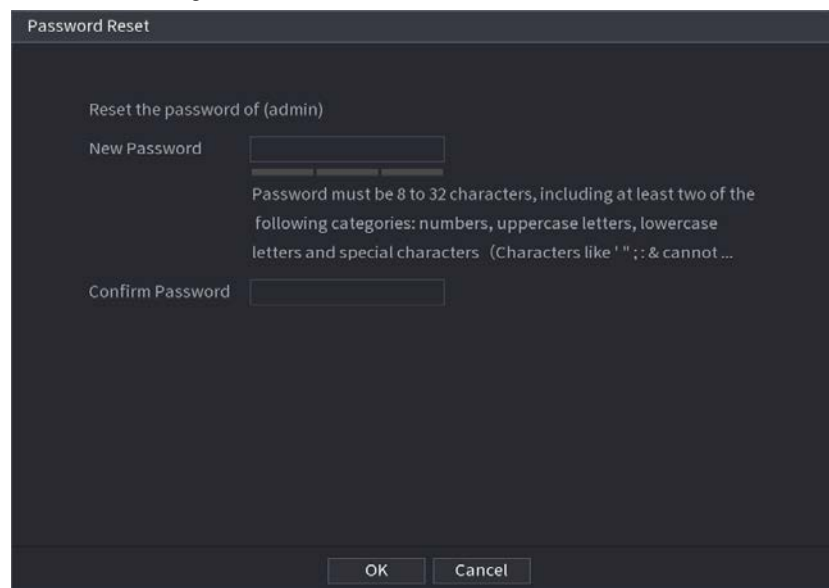 Password Reset
Reset the password of (admin)
New Password
Password must be 8 to 32 characters, including at least two of the
following categories: numbers, uppercase letters, lowercase
letters and special characters (Characters like ' " ; : & cannot ...
Confirm Password
OK Cancel